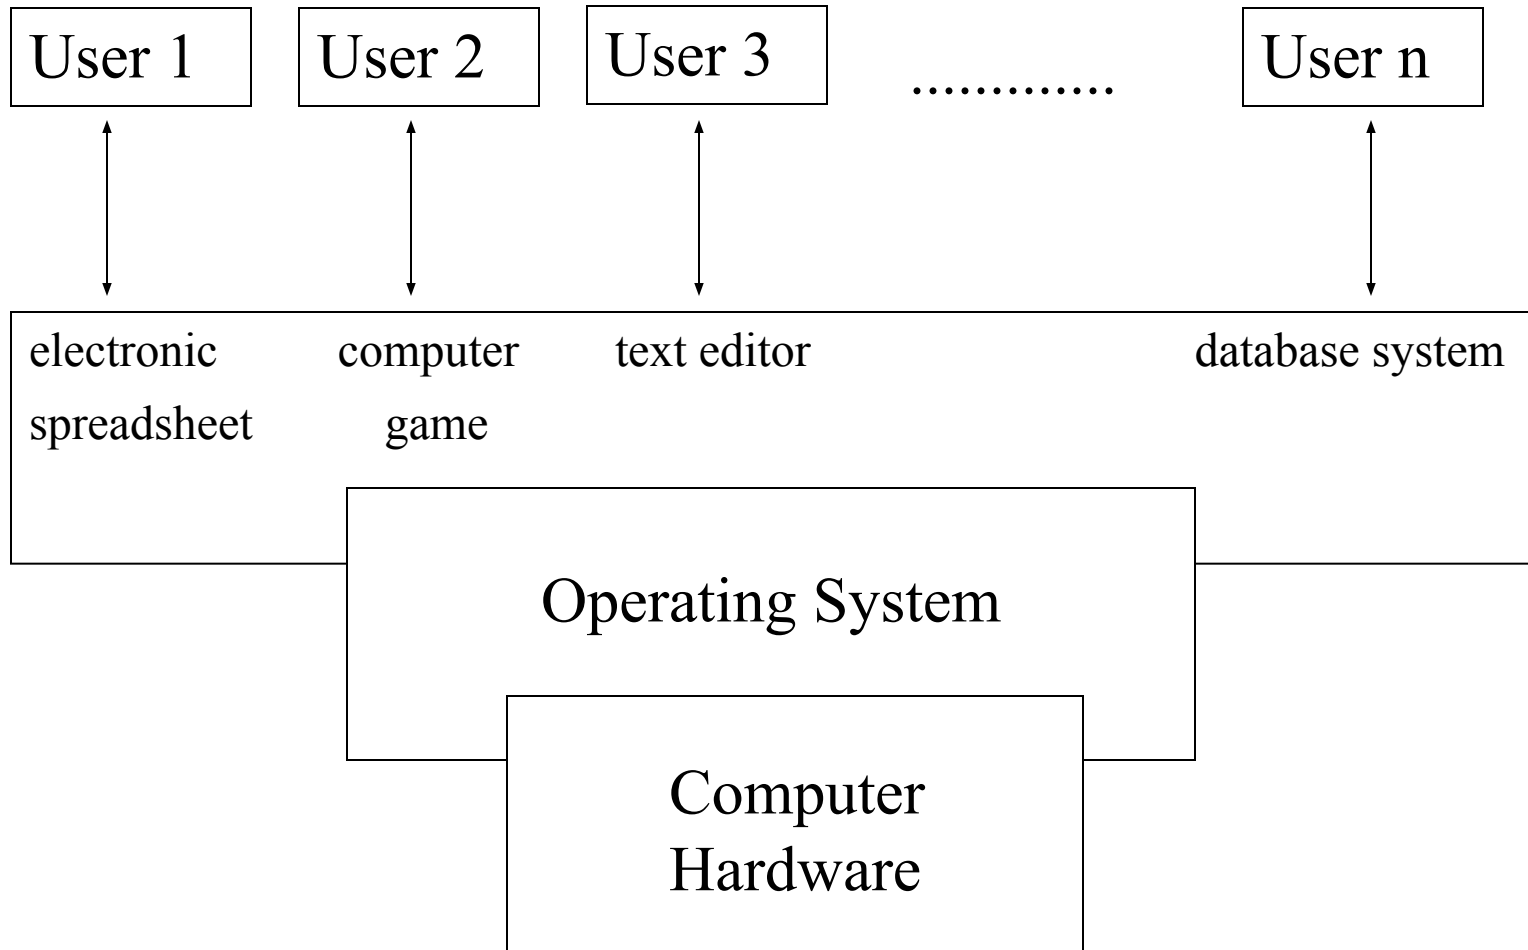 User 1
User 2
User 3
.............
User n
electronic
spreadsheet
computer
game
text editor
database system
Operating System
Computer
Hardware